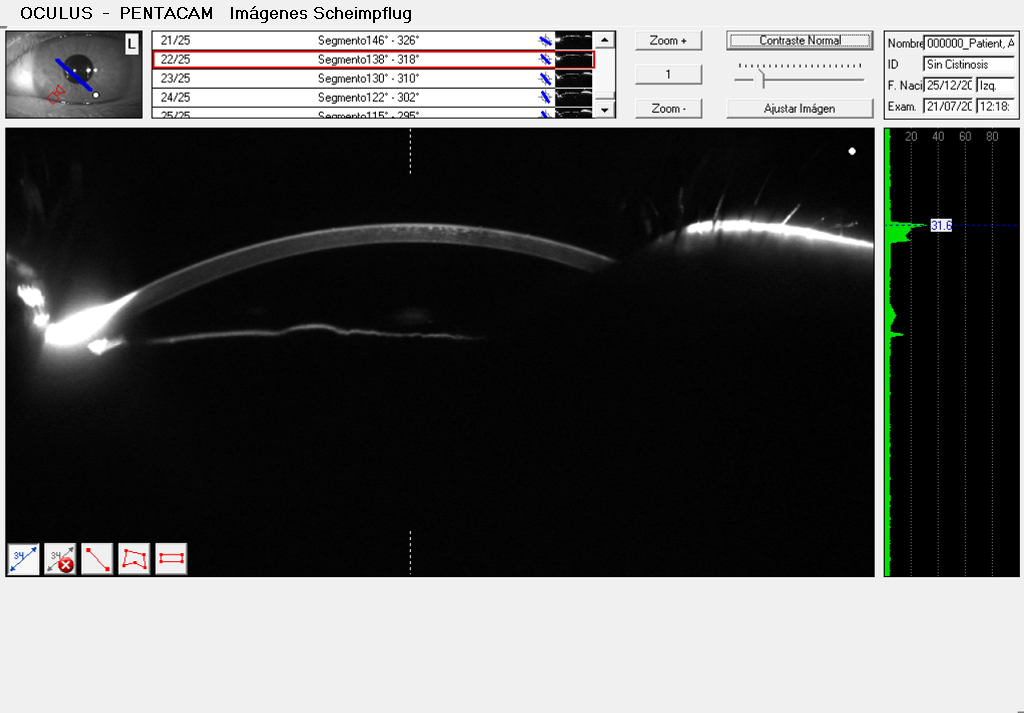 OCULUS - PENTACAM Imágenes Scheimpflug
L
21/25 Segmento146° - 326°
22/25 Segmento138° - 318°
23/25 Segmento130° - 310°
24/25 Segmento122° - 302°
25/25 Segmento115° - 295°
Zoom +
1
Zoom -
Contraste Normal
Ajustar Imágen
Nombre 000000_Patient, A
ID Sin Cistinosis
F. Naci 25/12/20 Izq.
Exam. 21/07/20 12:18:
20 40 60 80
31.6
34
34